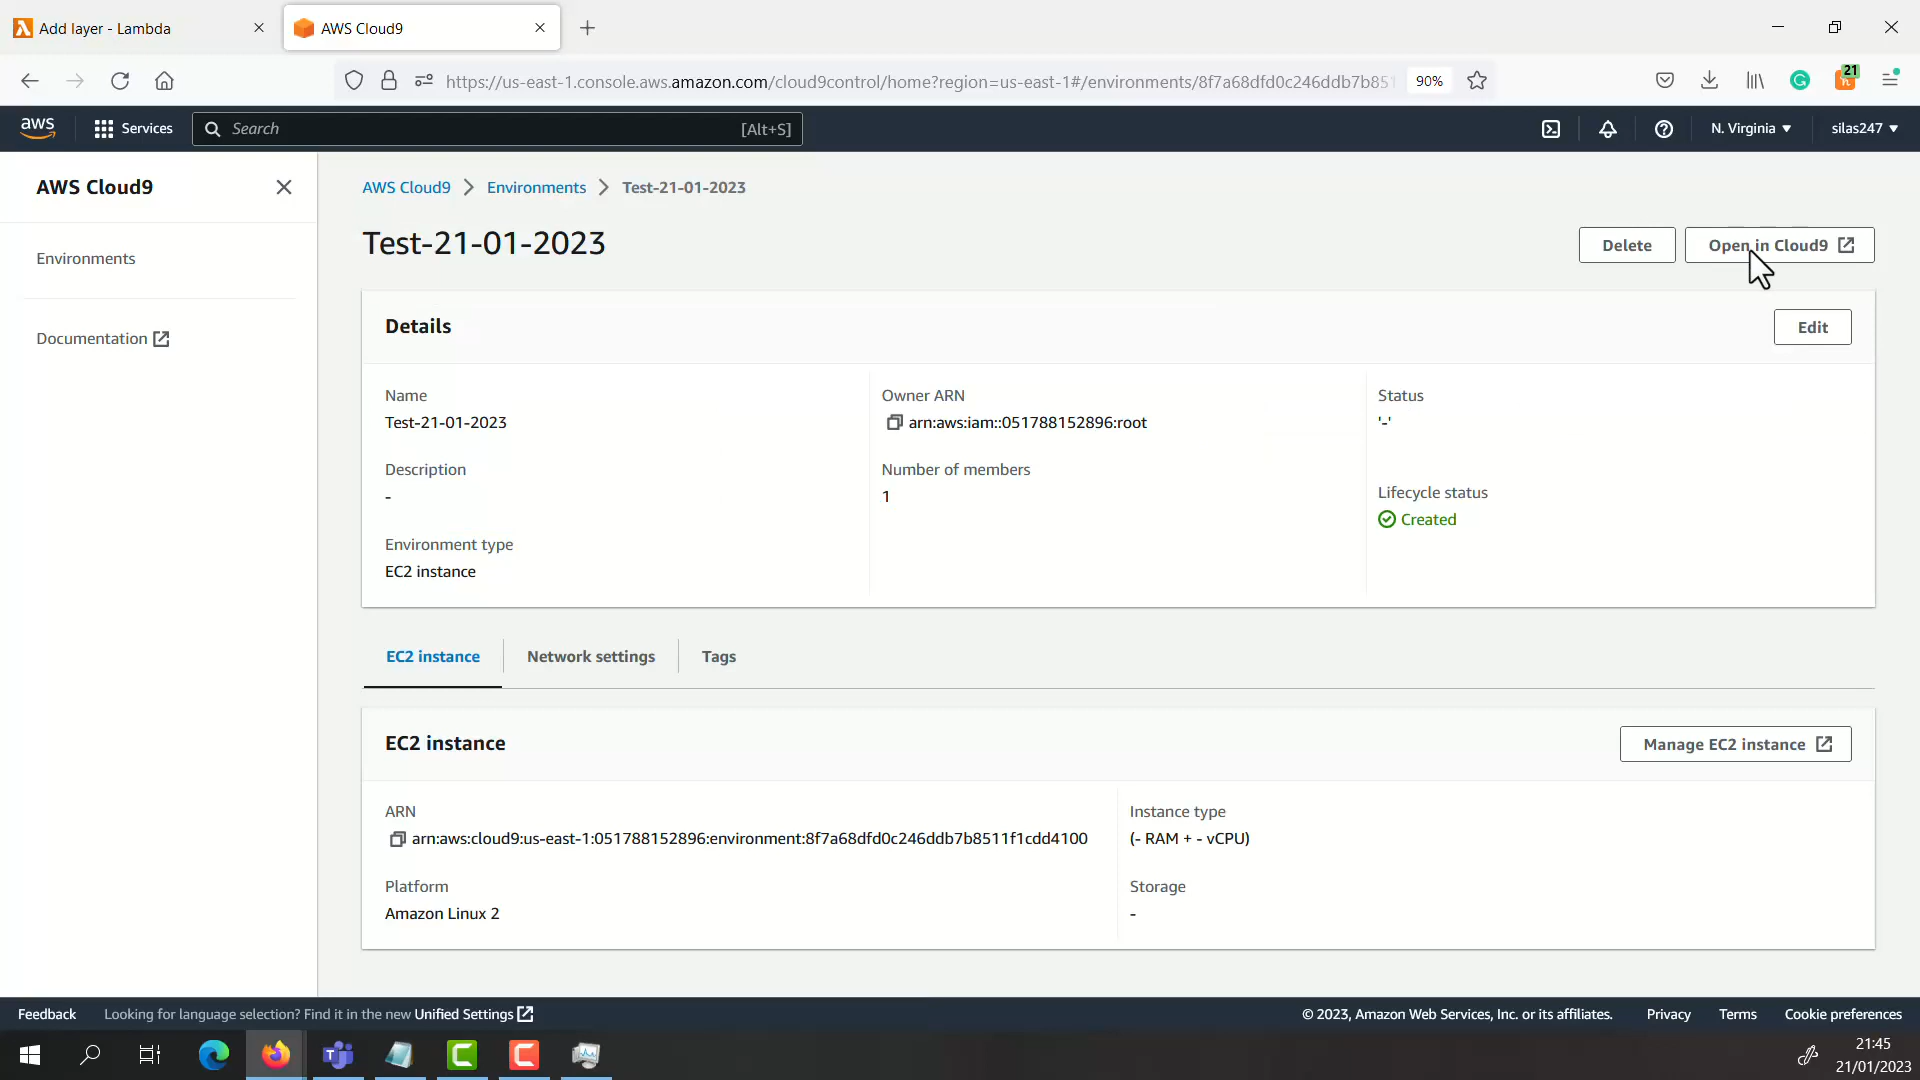 Add layer - Lambda
AWS Cloud9
https://us-east-1.console.aws.amazon.com/cloud9control/home?region=us-east-1#/environments/8f7a68dfd0c246ddb7b851
90%
21
aws
Services
Search
[Alt+S]
N. Virginia
silas247
AWS Cloud9
Environments
Documentation
AWS Cloud9 > Environments > Test-21-01-2023
Test-21-01-2023
Delete
Open in Cloud9
Details
Edit
Name
Test-21-01-2023
Description
-
Environment type
EC2 instance
Owner ARN
arn:aws:iam::051788152896:root
Number of members
1
Status
'-'
Lifecycle status
Created
EC2 instance
Network settings
Tags
EC2 instance
Manage EC2 instance
ARN
arn:aws:cloud9:us-east-1:051788152896:environment:8f7a68dfd0c246ddb7b8511f1cdd4100
Platform
Amazon Linux 2
Instance type
(- RAM + - vCPU)
Storage
-
Feedback
Looking for language selection? Find it in the new Unified Settings
© 2023, Amazon Web Services, Inc. or its affiliates.
Privacy
Terms
Cookie preferences
21:45
21/01/2023